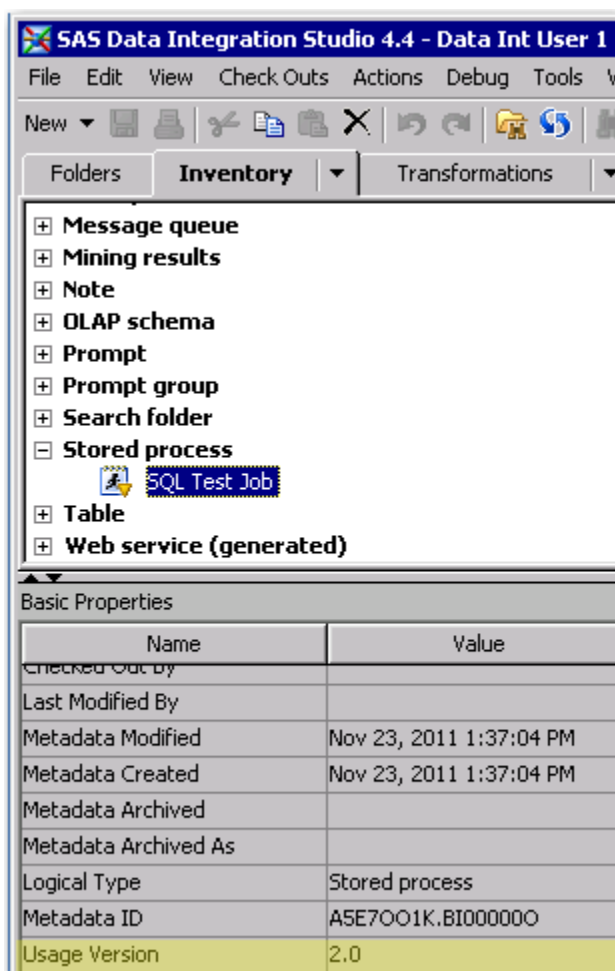 SAS Data Integration Studio 4.4 - Data Int User 1
File Edit View Check Outs Actions Debug Tools
New
Folders Inventory Transformations
Message queue
Mining results
Note
OLAP schema
Prompt
Prompt group
Search folder
Stored process
SQL Test Job
Table
Web service (generated)
Basic Properties
Name Value
Checked Out By
Last Modified By
Metadata Modified Nov 23, 2011 1:37:04 PM
Metadata Created Nov 23, 2011 1:37:04 PM
Metadata Archived
Metadata Archived As
Logical Type Stored process
Metadata ID A5E7OO1K.BI00000O
Usage Version 2.0